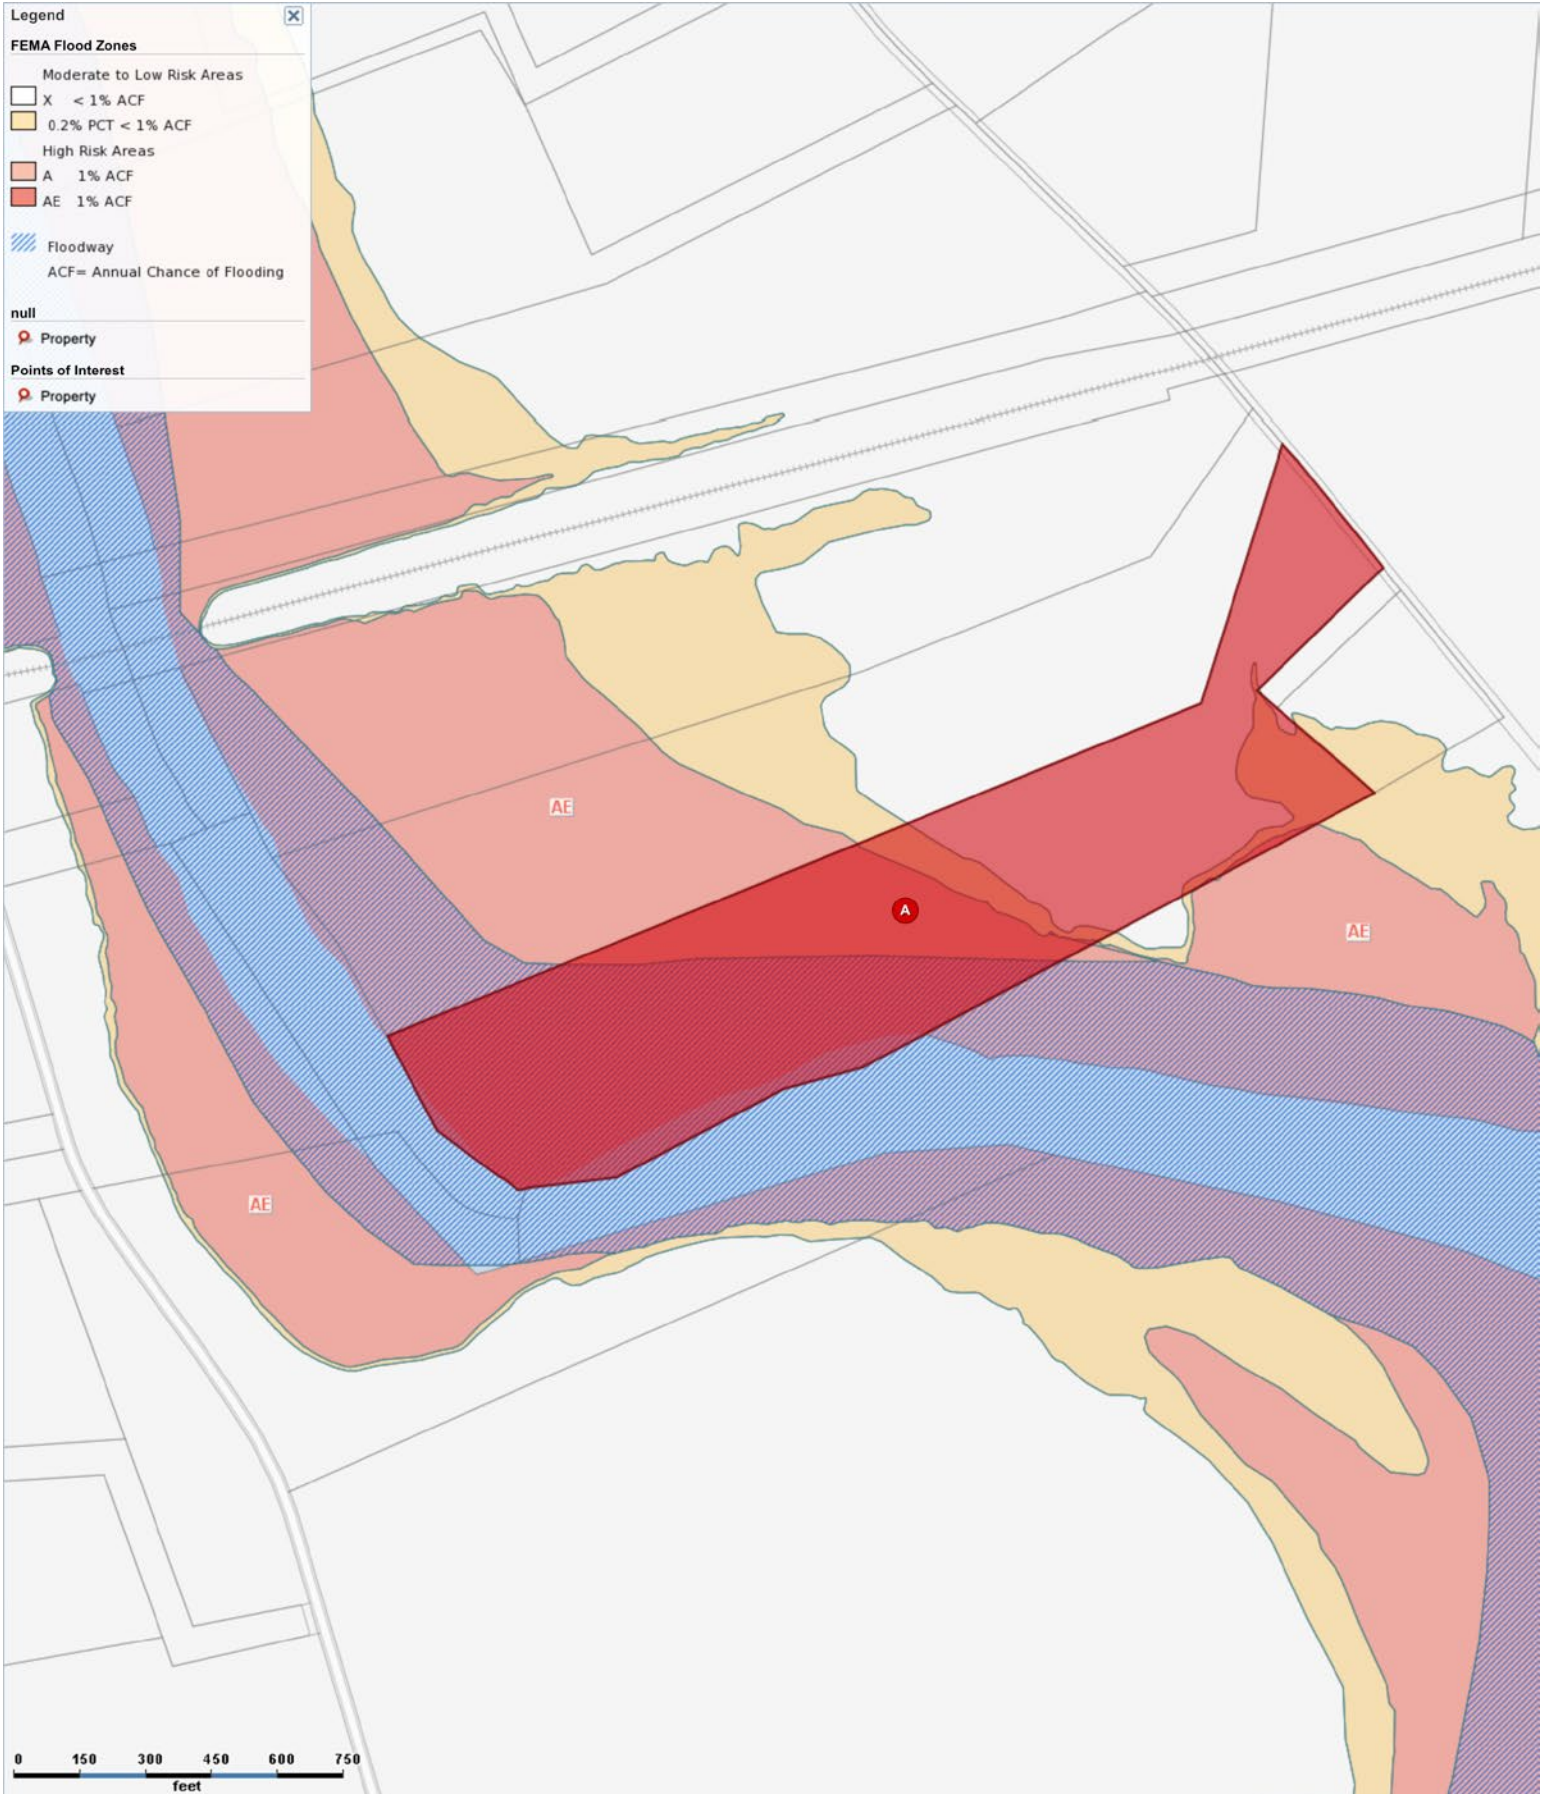 Legend
FEMA Flood Zones
Moderate to Low Risk Areas
X < 1% ACF
0.2% PCT < 1% ACF
High Risk Areas
A 1% ACF
AE 1% ACF
Floodway
ACF= Annual Chance of Flooding
null
Property
Points of Interest
Property
AE
A
AE
AE
0 150 300 450 600 750
feet